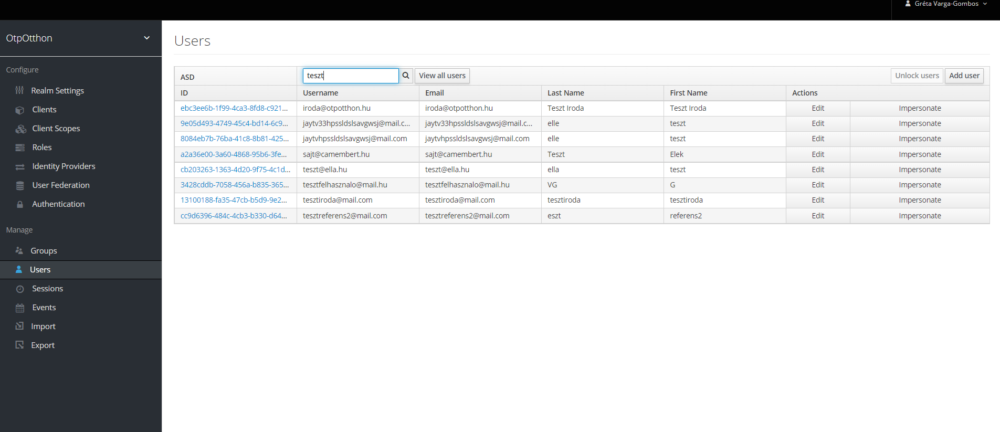 Gréta Varga-Gombos
OtpOtthon
Configure
Realm Settings
Clients
Client Scopes
Roles
Identity Providers
User Federation
Authentication
Manage
Groups
Users
Sessions
Events
Import
Export
Users
ASD teszt View all users Unlock users Add user
ID Username Email Last Name First Name Actions
ebc3ee6b-1f99-4ca3-8fd8-c921... iroda@otpotthon.hu iroda@otpotthon.hu Teszt Iroda Teszt Iroda Edit Impersonate
9e05d493-4749-45c4-bd14-6c9... jaytv33hpssldslsavgwsj@mail.c... jaytv33hpssldslsavgwsj@mail.c... elle teszt Edit Impersonate
8084eb7b-76ba-41c8-8b81-425... jaytvhpssldslsavgwsj@mail.com jaytvhpssldslsavgwsj@mail.com elle teszt Edit Impersonate
a2a36e00-3a60-4868-95b6-3fe... sajt@camembert.hu sajt@camembert.hu Teszt Elek Edit Impersonate
cb203263-1363-4d20-9f75-4c1d... teszt@ella.hu teszt@ella.hu ella teszt Edit Impersonate
3428cddb-7058-456a-b835-365... tesztfelhasznalo@mail.hu tesztfelhasznalo@mail.hu VG G Edit Impersonate
13100188-fa35-47cb-b5d9-9e2... tesztiroda@mail.com tesztiroda@mail.com tesztiroda tesztiroda Edit Impersonate
cc9d6396-484c-4cb3-b330-d64... tesztreferens2@mail.com tesztreferens2@mail.com eszt referens2 Edit Impersonate